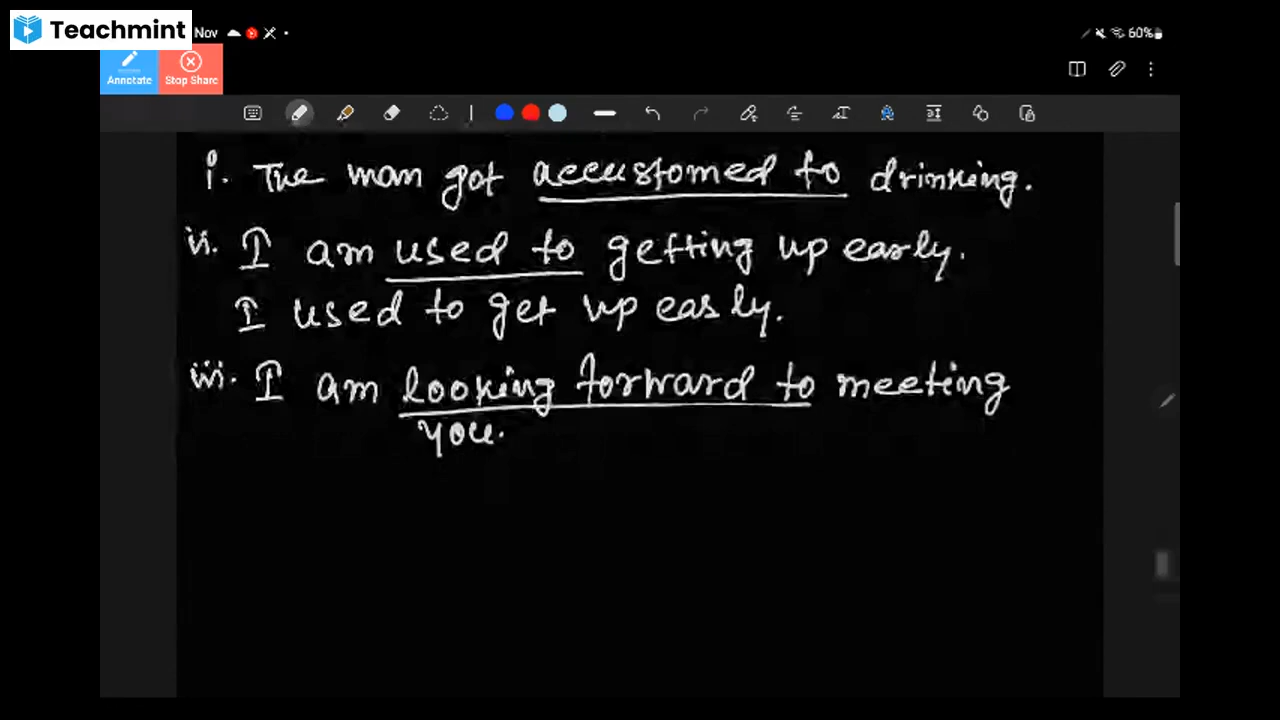 Teachmint
Nov
60%
Annotate
Stop Share
i. The man got accustomed to drinking.
ii. I am used to getting up early.
I used to get up easly.
iii. I am looking forward to meeting
you.